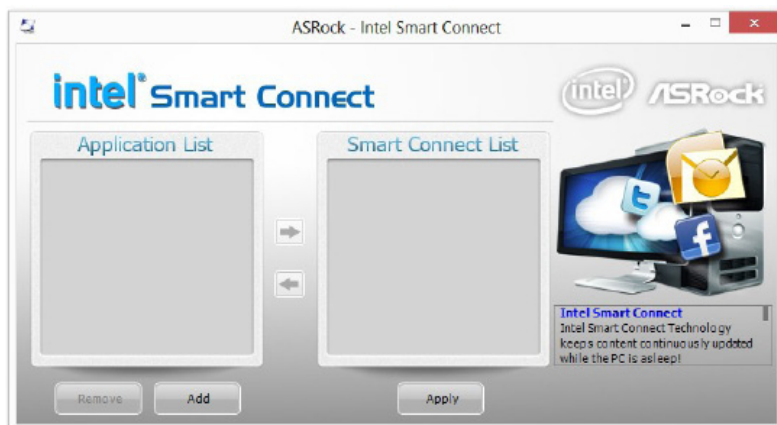 ASRock - Intel Smart Connect
intel Smart Connect
intel ASRock
Application List
Smart Connect List
Intel Smart Connect
Intel Smart Connect Technology
keeps content continuously updated
while the PC is asleep!
Remove
Add
Apply